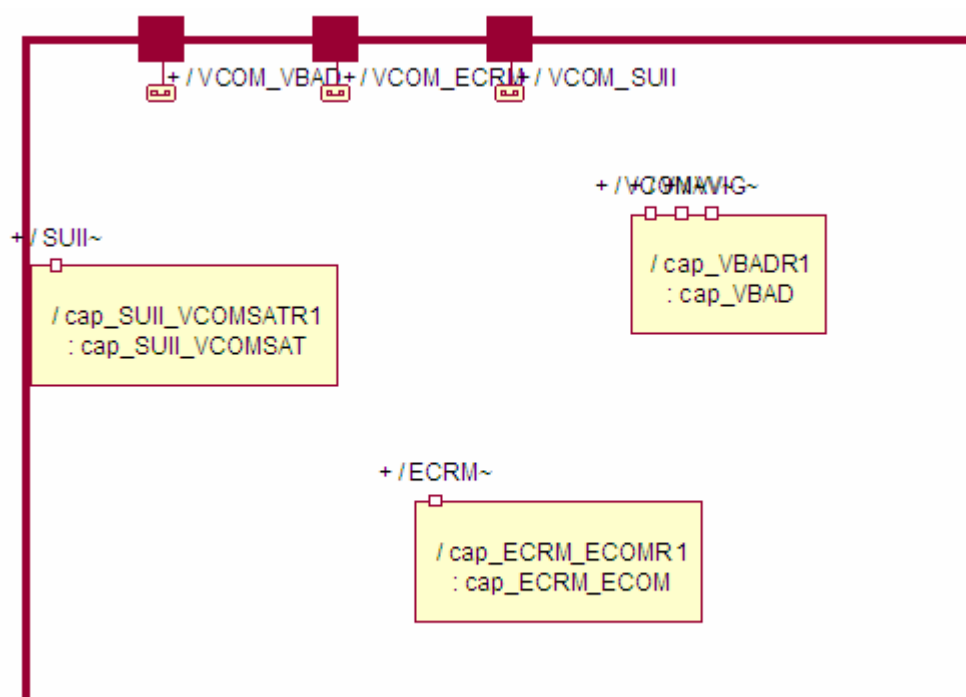 + / VCOM_VBAD
+ / VCOM_ECRM
+ / VCOM_SUII
+ / SUII~
/ cap_VBADR1
: cap_VBAD
/ cap_SUII_VCOMSATR1
: cap_SUII_VCOMSAT
+ / ECRM~
/ cap_ECRM_ECOMR1
: cap_ECRM_ECOM